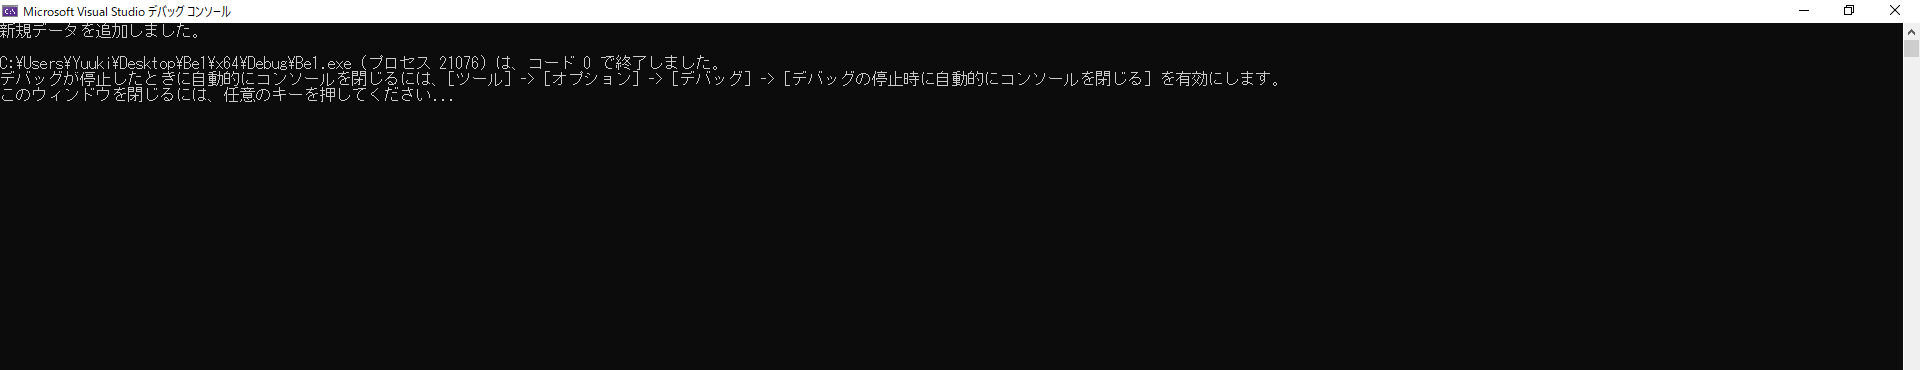 Microsoft Visual Studio デバッグ コンソール
新規データを追加しました。
C:¥Users¥Yuuki¥Desktop¥Be1¥x64¥Debug¥Be1.exe (プロセス 21076) は、コード 0 で終了しました。
デバッグが停止したときに自動的にコンソールを閉じるには、[ツール] -> [オプション] -> [デバッグ] -> [デバッグの停止時に自動的にコンソールを閉じる] を有効にします。
このウィンドウを閉じるには、任意のキーを押してください...